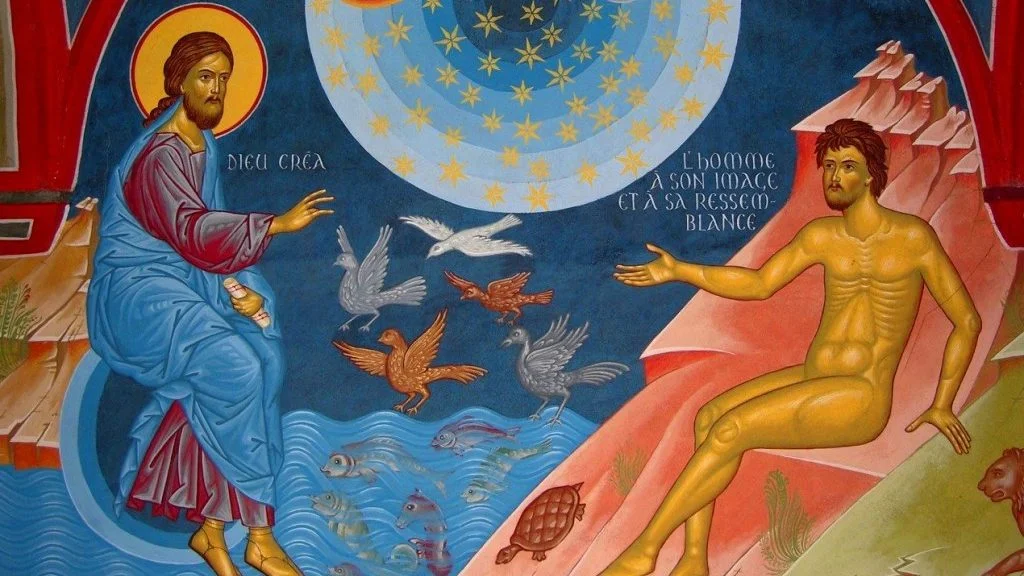 DIEU CRÉA
L'HOMME
À SON IMAGE
ET À SA RESSEM-
BLANCE